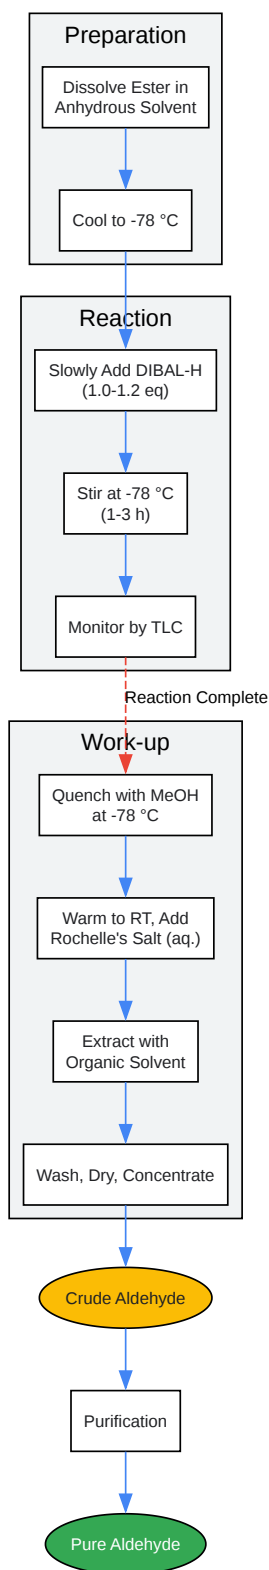 Preparation
Dissolve Ester in
Anhydrous Solvent
Cool to -78 °C
Reaction
Slowly Add DIBAL-H
(1.0-1.2 eq)
Stir at -78 °C
(1-3 h)
Monitor by TLC
Reaction Complete
Work-up
Quench with MeOH
at -78 °C
Warm to RT, Add
Rochelle's Salt (aq.)
Extract with
Organic Solvent
Wash, Dry, Concentrate
Crude Aldehyde
Purification
Pure Aldehyde